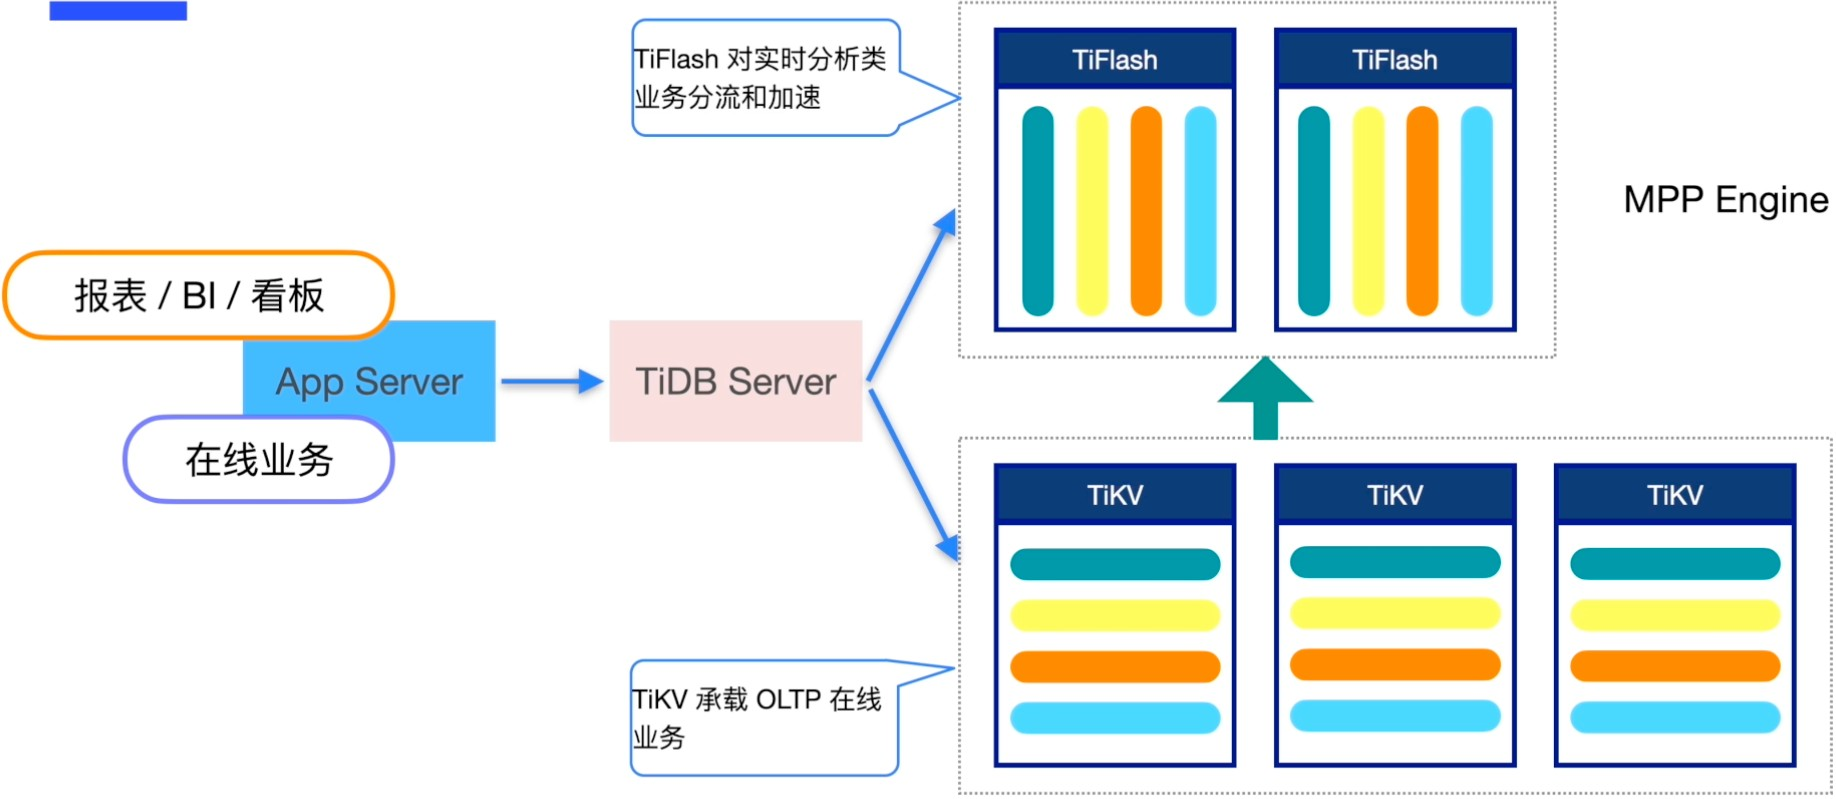 TiFlash 对实时分析类
业务分流和加速
TiFlash
TiFlash
MPP Engine
报表 / BI / 看板
App Server
TiDB Server
在线业务
TiKV
TiKV
TiKV
TiKV 承载 OLTP 在线
业务